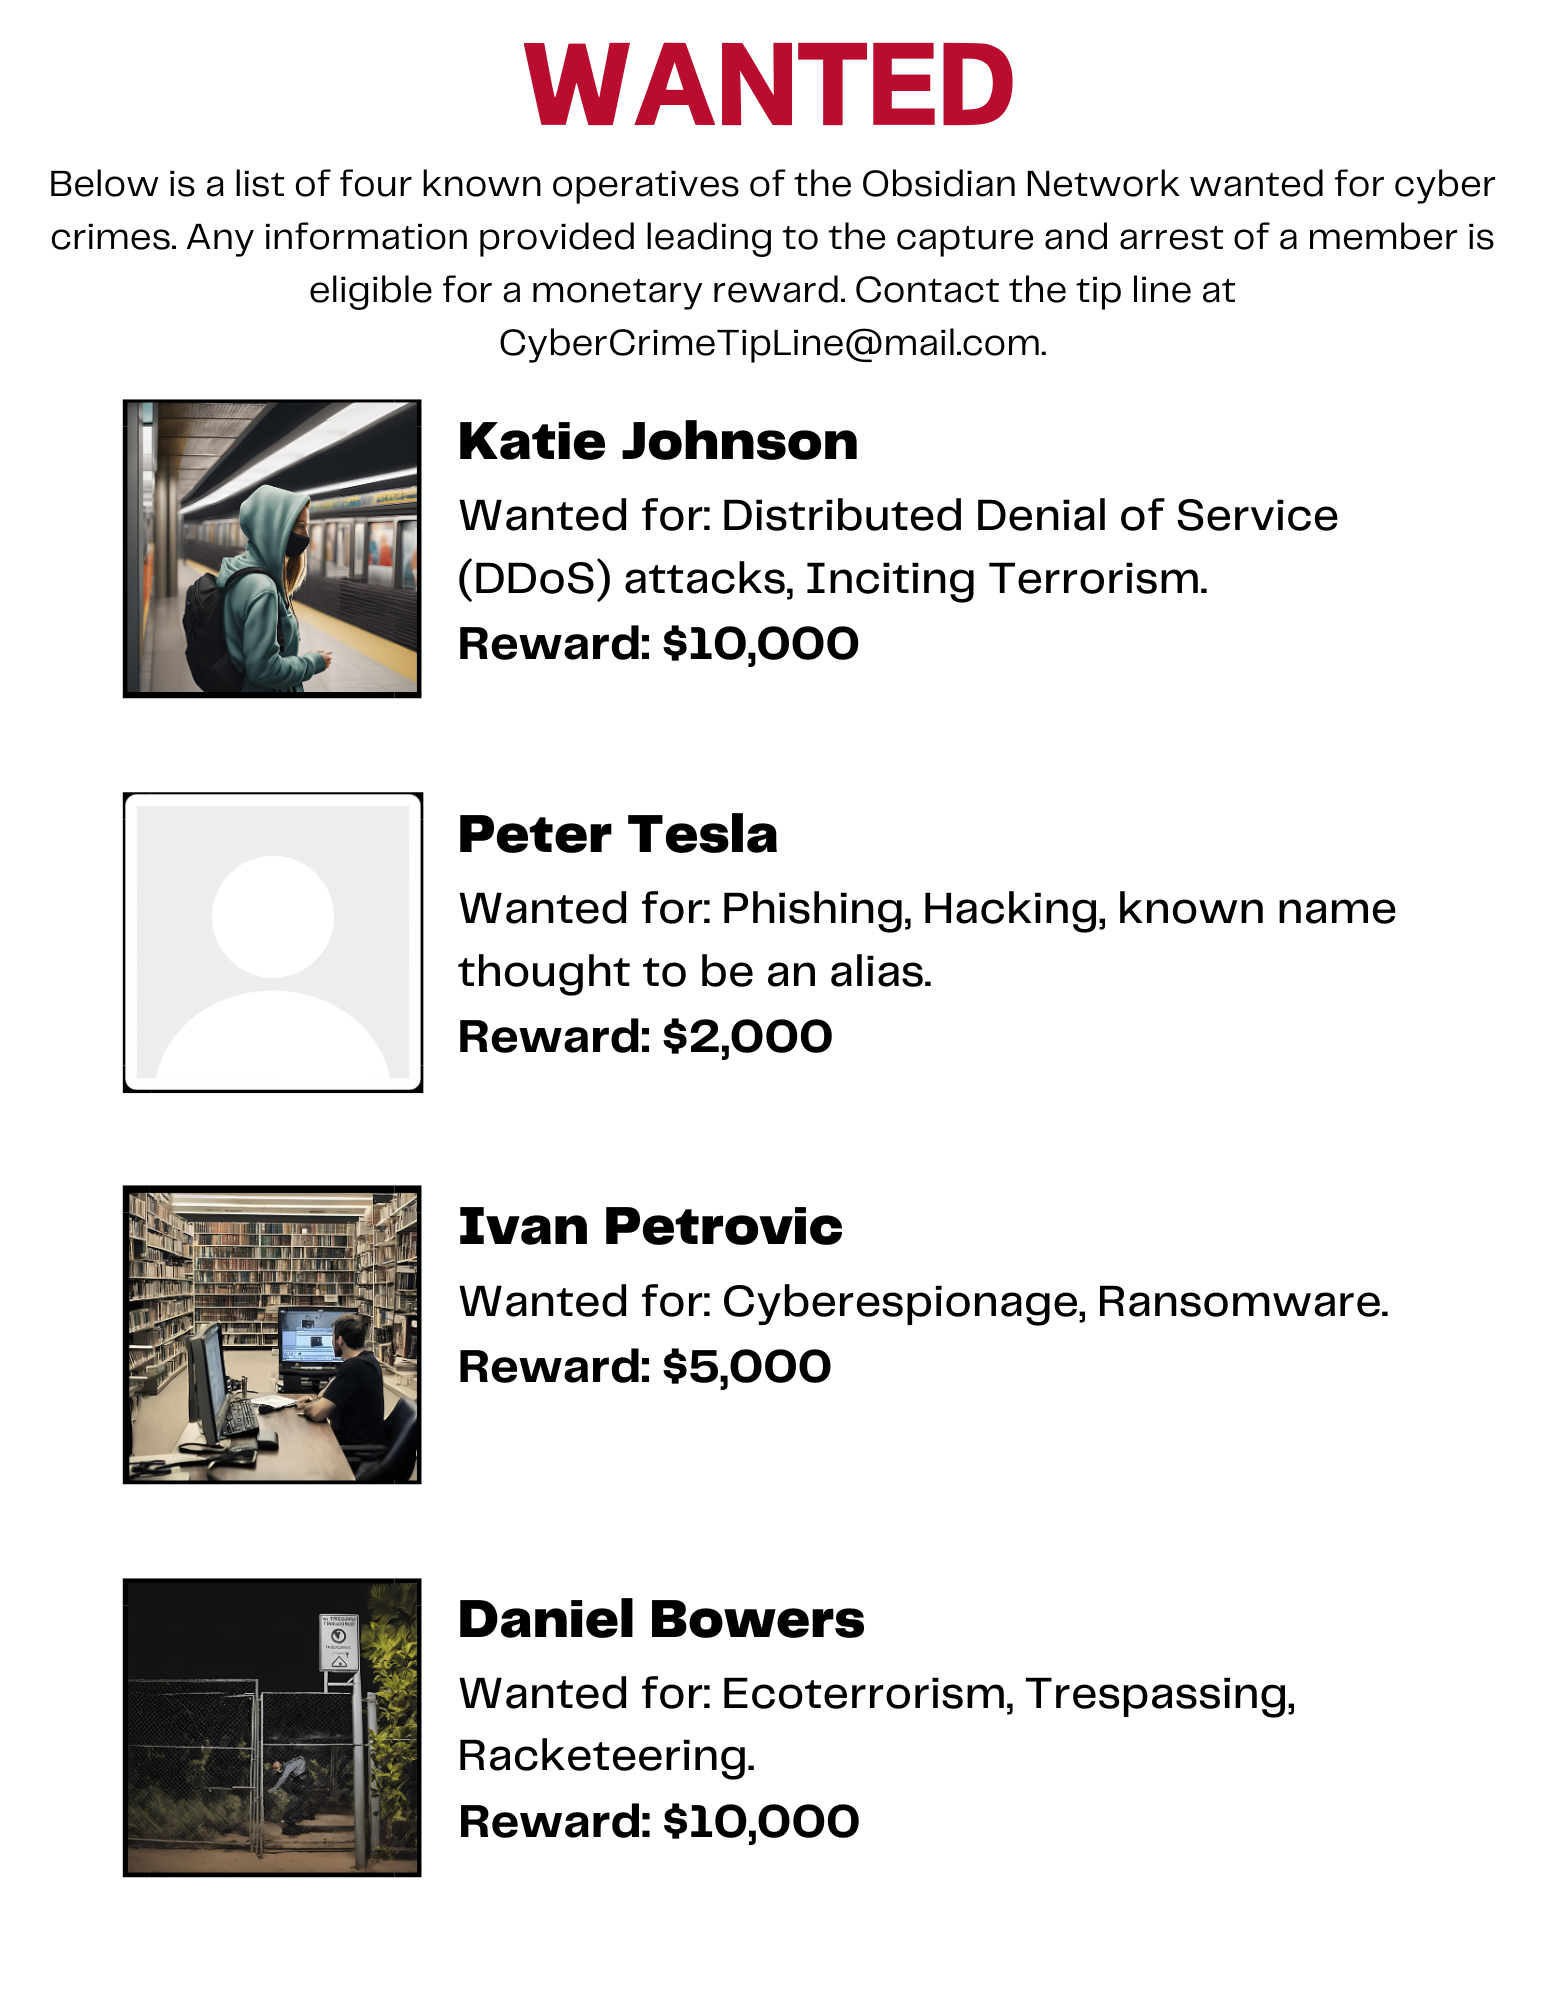 WANTED
Below is a list of four known operatives of the Obsidian Network wanted for cyber
crimes. Any information provided leading to the capture and arrest of a member is
eligible for a monetary reward. Contact the tip line at
CyberCrimeTipLine@mail.com.
Katie Johnson
Wanted for: Distributed Denial of Service
(DDoS) attacks, Inciting Terrorism.
Reward: $10,000
Peter Tesla
Wanted for: Phishing, Hacking, known name
thought to be an alias.
Reward: $2,000
Ivan Petrovic
Wanted for: Cyberespionage, Ransomware.
Reward: $5,000
Daniel Bowers
Wanted for: Ecoterrorism, Trespassing,
Racketeering.
Reward: $10,000